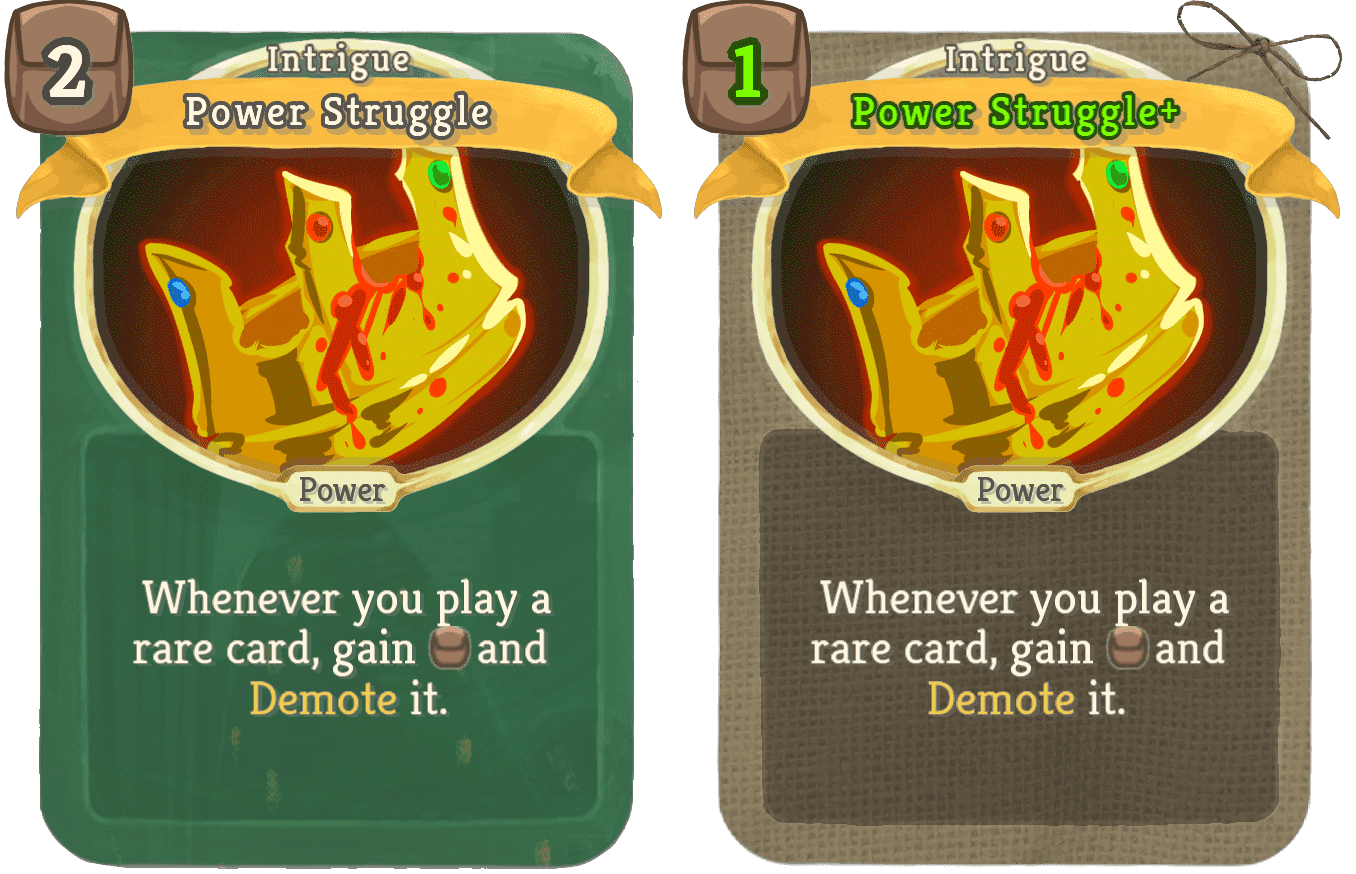 2
Intrigue
Power Struggle
Power
Whenever you play a
rare card, gain and
Demote it.
1
Intrigue
Power Struggle+
Power
Whenever you play a
rare card, gain and
Demote it.